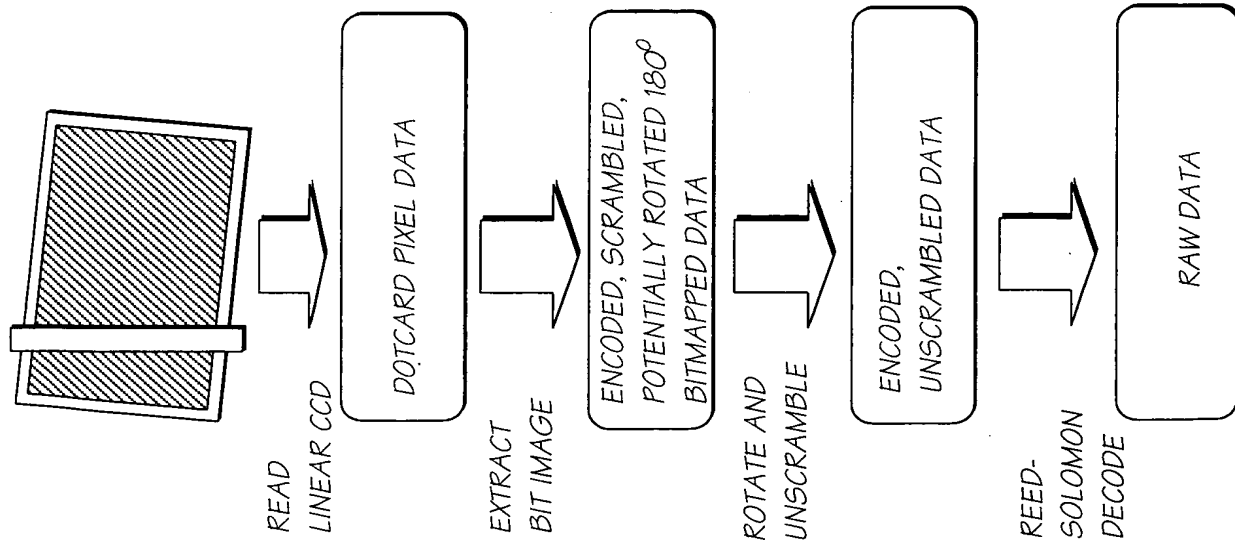 READ
LINEAR CCD
DOTCARD PIXEL DATA
EXTRACT
BIT IMAGE
ENCODED, SCRAMBLED,
POTENTIALLY ROTATED 180°
BITMAPPED DATA
ROTATE AND
UNSCRAMBLE
ENCODED,
UNSCRAMBLED DATA
REED-
SOLOMON
DECODE
RAW DATA